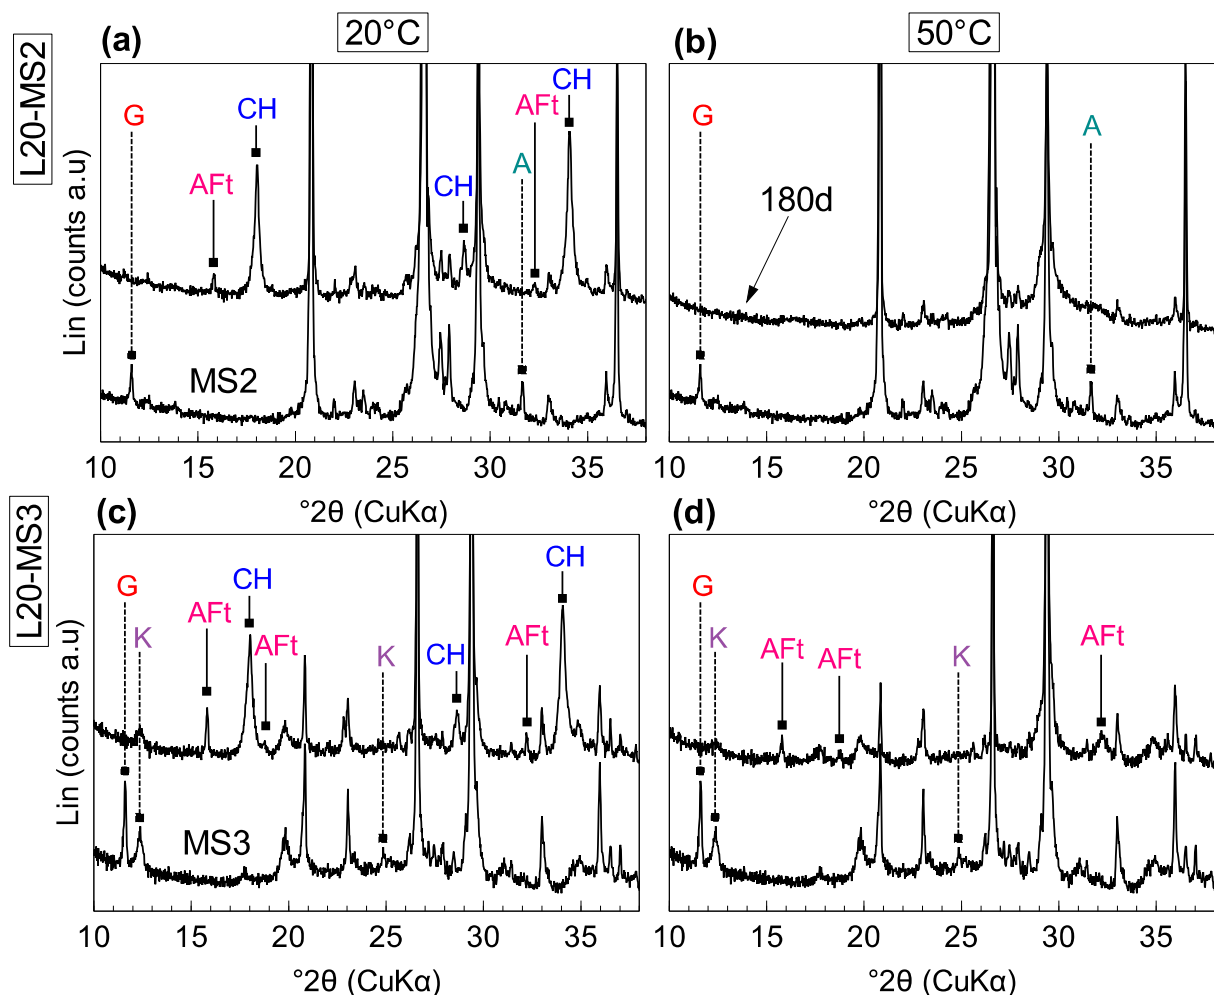 20°C
50°C
L20-MS2
(a)
G
AFt
CH
CH
A
AFt
CH
MS2
Lin (counts a.u)
10 15 20 25 30 35
°2θ (CuKα)
(b)
G
180d
A
10 15 20 25 30 35
°2θ (CuKα)
L20-MS3
(c)
G
K
AFt
CH
AFt
K
CH
AFt
CH
MS3
Lin (counts a.u)
10 15 20 25 30 35
°2θ (CuKα)
(d)
G
K
AFt
AFt
K
AFt
10 15 20 25 30 35
°2θ (CuKα)